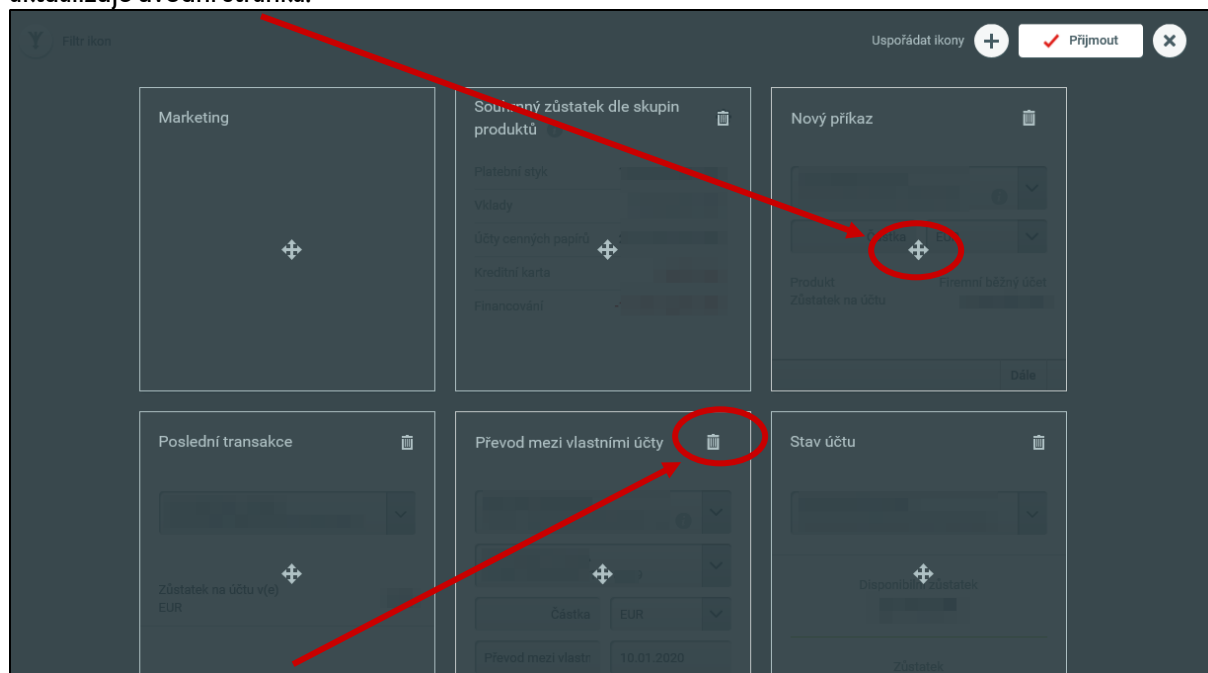 aktualizuje úvodní stránka.
Filtr ikon
Uspořádat ikony
Přijmout
Marketing
Souhrnný zůstatek dle skupin
produktů
Platební styk
Vklady
Účty cenných papírů
Kreditní karta
Financování
Nový příkaz
Částka EUR
Produkt Firemní běžný účet
Zůstatek na účtu
Dále
Poslední transakce
Zůstatek na účtu v(e)
EUR
Převod mezi vlastními účty
Částka EUR
Převod mezi vlastn 10.01.2020
Stav účtu
Disponibilní zůstatek
Zůstatek